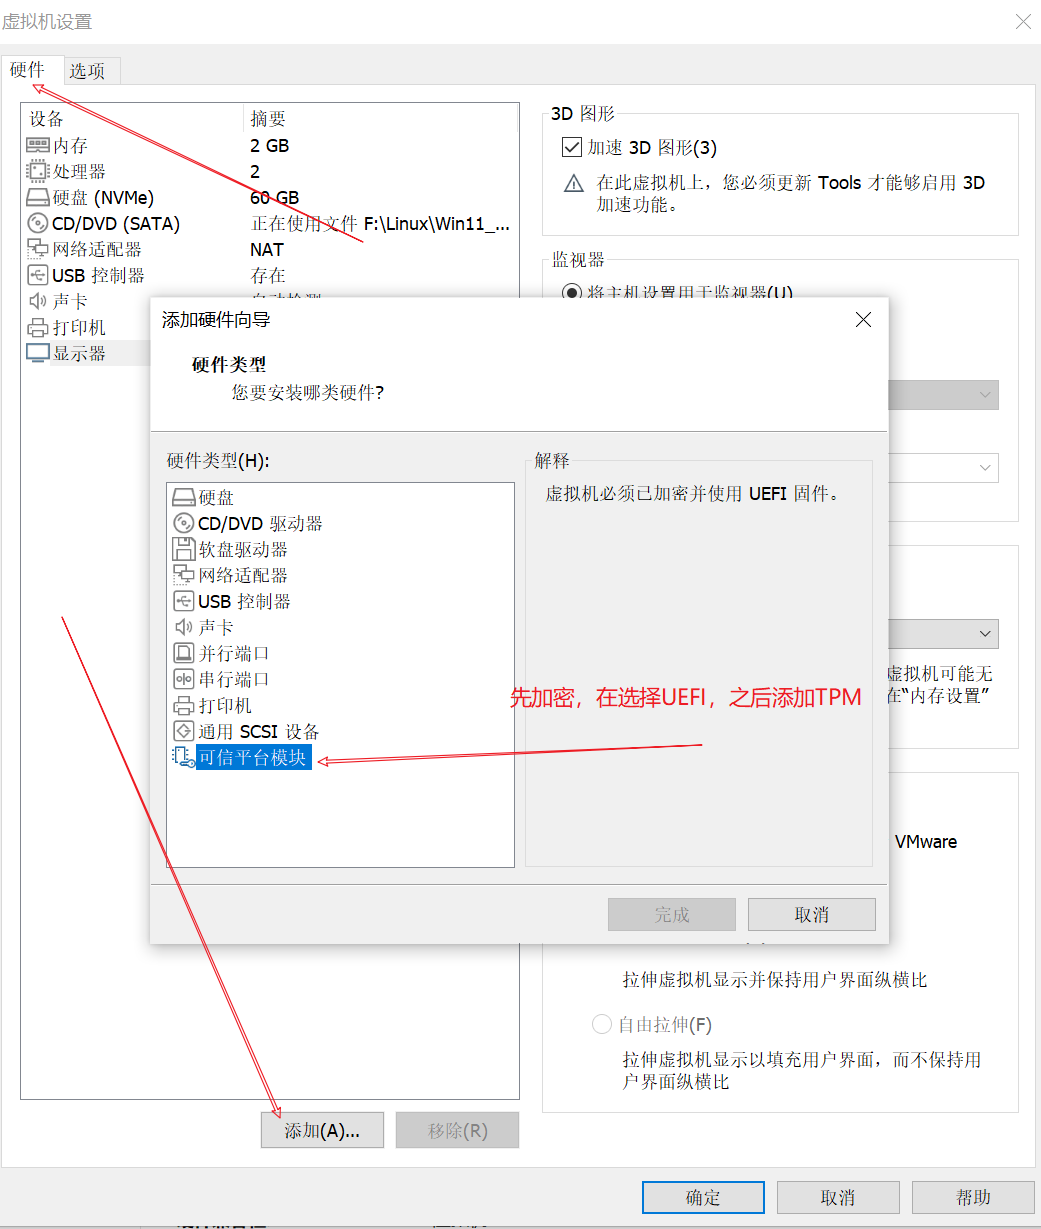 虚拟机设置
硬件 选项
设备 摘要
内存 2 GB
处理器 2
硬盘 (NVMe) 60 GB
CD/DVD (SATA) 正在使用文件 F:\Linux\Win11_...
网络适配器 NAT
USB 控制器 存在
声卡 自动检测
打印机
显示器
3D 图形
加速 3D 图形(3)
在此虚拟机上，您必须更新 Tools 才能够启用 3D
加速功能。
监视器
将主机设置用于监视器(U)
添加硬件向导
硬件类型
您要安装哪类硬件?
硬件类型(H):
硬盘
CD/DVD 驱动器
软盘驱动器
网络适配器
USB 控制器
声卡
并行端口
串行端口
打印机
通用 SCSI 设备
可信平台模块
解释
虚拟机必须已加密并使用 UEFI 固件。
先加密，在选择UEFI，之后添加TPM
完成 取消
虚拟机可能无
在“内存设置”
VMware
拉伸虚拟机显示并保持用户界面纵横比
自由拉伸(F)
拉伸虚拟机显示以填充用户界面，而不保持用
户界面纵横比
添加(A)... 移除(R)
确定 取消 帮助